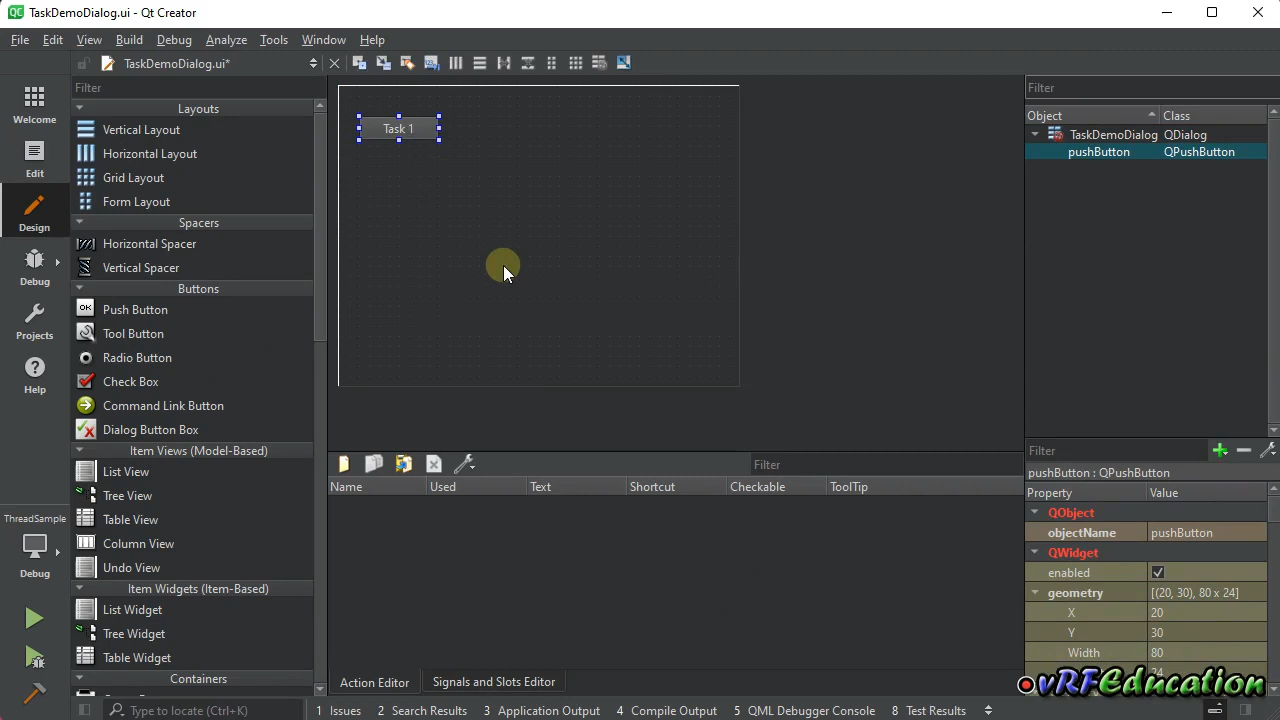 TaskDemoDialog.ui - Qt Creator
File Edit View Build Debug Analyze Tools Window Help
TaskDemoDialog.ui*
Welcome
Edit
Design
Debug
Projects
Help
ThreadSample
Debug
Filter
Layouts
Vertical Layout
Horizontal Layout
Grid Layout
Form Layout
Spacers
Horizontal Spacer
Vertical Spacer
Buttons
Push Button
OK
Tool Button
Radio Button
Check Box
Command Link Button
Dialog Button Box
Item Views (Model-Based)
List View
Tree View
Table View
Column View
Undo View
Item Widgets (Item-Based)
List Widget
Tree Widget
Table Widget
Containers
Task 1
Filter
Name Used Text Shortcut Checkable ToolTip
Action Editor Signals and Slots Editor
Filter
Object Class
TaskDemoDialog QDialog
pushButton QPushButton
Filter
pushButton : QPushButton
Property Value
QObject
objectName pushButton
QWidget
enabled
geometry [(20, 30), 80 x 24]
X 20
Y 30
Width 80
24
vRFEducation
Type to locate (Ctrl+K) 1 Issues 2 Search Results 3 Application Output 4 Compile Output 5 QML Debugger Console 8 Test Results